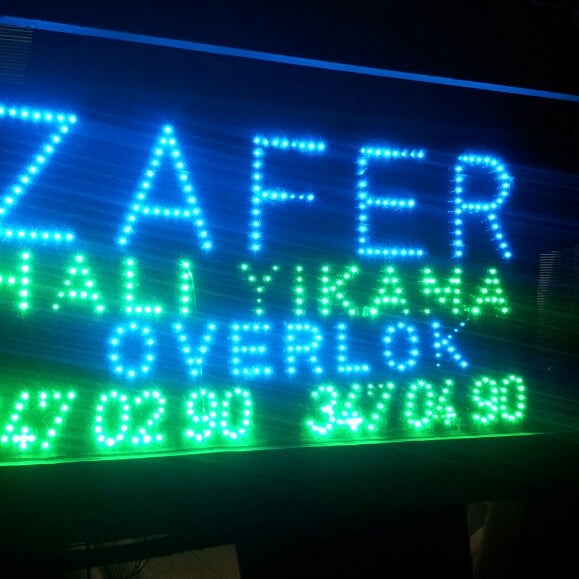 ZAFER
HALI YIKAMA
OVERLOK
47 02 90 347 04 90